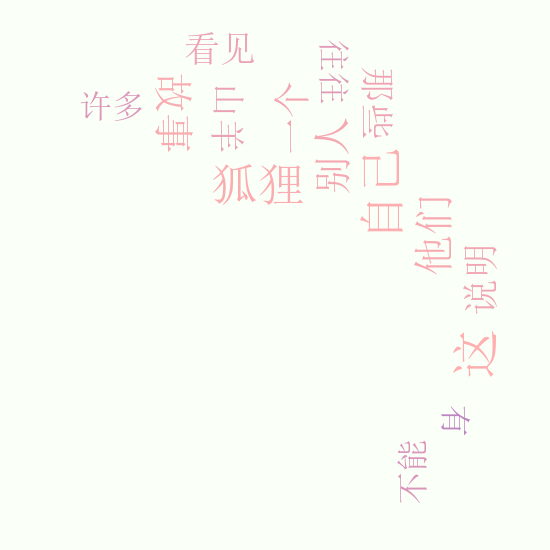 看见
往往
那些
许多
故事
山羊
一个
别人
狐狸
自己
他们
说明
这
有
不能